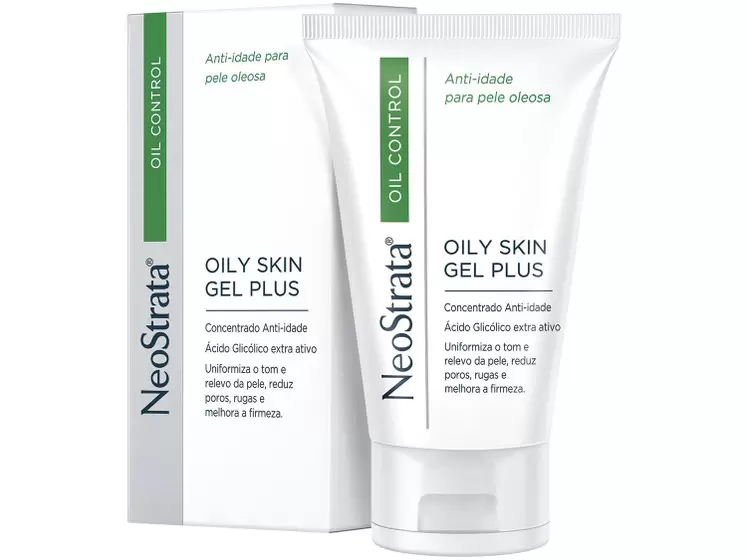 OIL CONTROL
NeoStrata®
Anti-idade para
pele oleosa
OILY SKIN
GEL PLUS
Concentrado Anti-idade
Ácido Glicólico extra ativo
Uniformiza o tom e
relevo da pele, reduz
poros, rugas e
melhora a firmeza.
OIL CONTROL
NeoStrata®
Anti-idade
para pele oleosa
OILY SKIN
GEL PLUS
Concentrado Anti-idade
Ácido Glicólico extra ativo
Uniformiza o tom e
relevo da pele, reduz
poros, rugas e
melhora a firmeza.